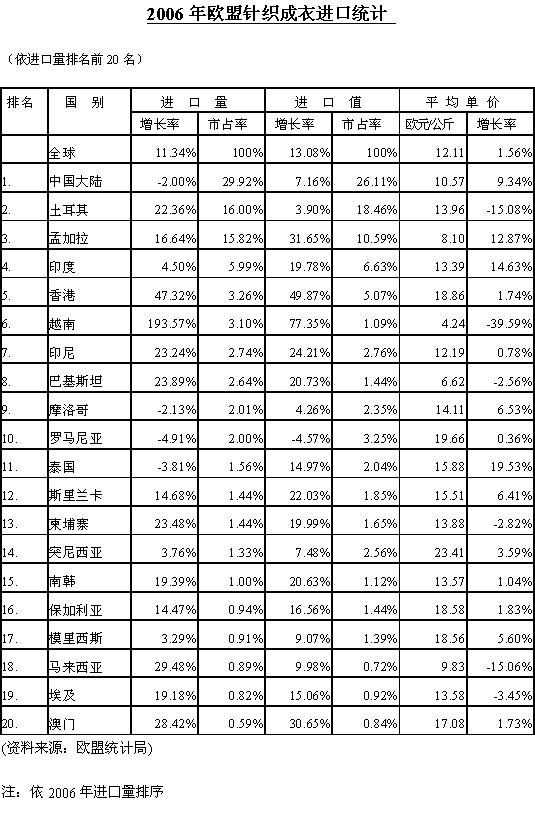 2006 年欧盟针织成衣进口统计
（依进口量排名前 20 名）
排名 国 别 进 口 量 进 口 值 平 均 单 价
增长率 市占率 增长率 市占率 欧元/公斤 增长率
全球 11.34% 100% 13.08% 100% 12.11 1.56%
1. 中国大陆 -2.00% 29.92% 7.16% 26.11% 10.57 9.34%
2. 土耳其 22.36% 16.00% 3.90% 18.46% 13.96 -15.08%
3. 孟加拉 16.64% 15.82% 31.65% 10.59% 8.10 12.87%
4. 印度 4.50% 5.99% 19.78% 6.63% 13.39 14.63%
5. 香港 47.32% 3.26% 49.87% 5.07% 18.86 1.74%
6. 越南 193.57% 3.10% 77.35% 1.09% 4.24 -39.59%
7. 印尼 23.24% 2.74% 24.21% 2.76% 12.19 0.78%
8. 巴基斯坦 23.89% 2.64% 20.73% 1.44% 6.62 -2.56%
9. 摩洛哥 -2.13% 2.01% 4.26% 2.35% 14.11 6.53%
10. 罗马尼亚 -4.91% 2.00% -4.57% 3.25% 19.66 0.36%
11. 泰国 -3.81% 1.56% 14.97% 2.04% 15.88 19.53%
12. 斯里兰卡 14.68% 1.44% 22.03% 1.85% 15.51 6.41%
13. 柬埔寨 23.48% 1.44% 19.99% 1.65% 13.88 -2.82%
14. 突尼西亚 3.76% 1.33% 7.48% 2.56% 23.41 3.59%
15. 南韩 19.39% 1.00% 20.63% 1.12% 13.57 1.04%
16. 保加利亚 14.47% 0.94% 16.56% 1.44% 18.58 1.83%
17. 模里西斯 3.29% 0.91% 9.07% 1.39% 18.56 5.60%
18. 马来西亚 29.48% 0.89% 9.98% 0.72% 9.83 -15.06%
19. 埃及 19.18% 0.82% 15.06% 0.92% 13.58 -3.45%
20. 澳门 28.42% 0.59% 30.65% 0.84% 17.08 1.73%
(资料来源：欧盟统计局)
注：依 2006 年进口量排序